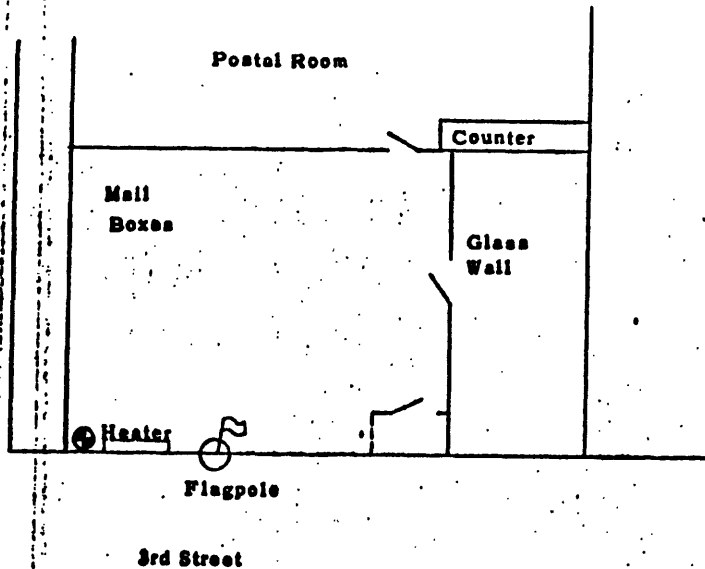 Postal Room
Counter
Mail
Boxes
Glass
Wall
Heater
Flagpole
3rd Street